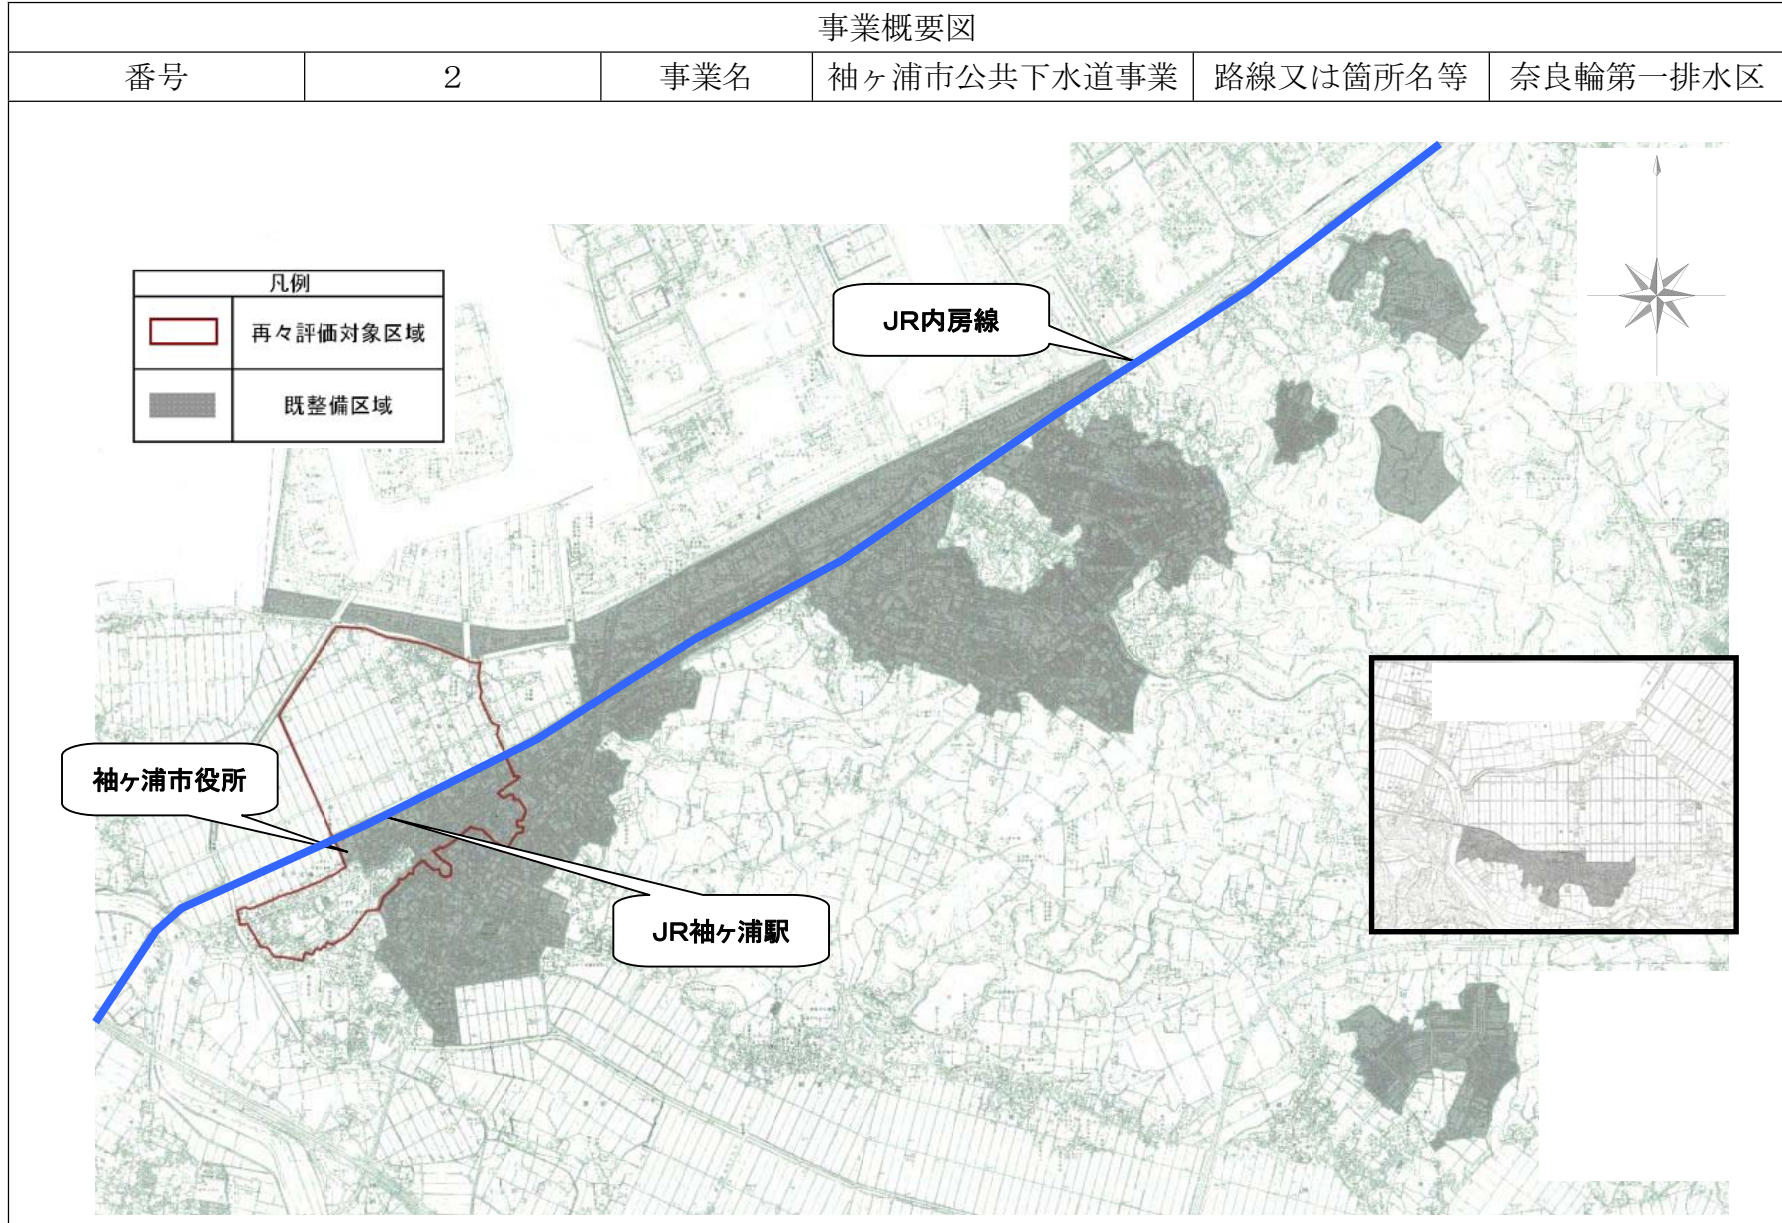 事業概要図
番号 2 事業名 袖ヶ浦市公共下水道事業 路線又は箇所名等 奈良輪第一排水区
凡例
再々評価対象区域
既整備区域
JR内房線
袖ヶ浦市役所
JR袖ヶ浦駅